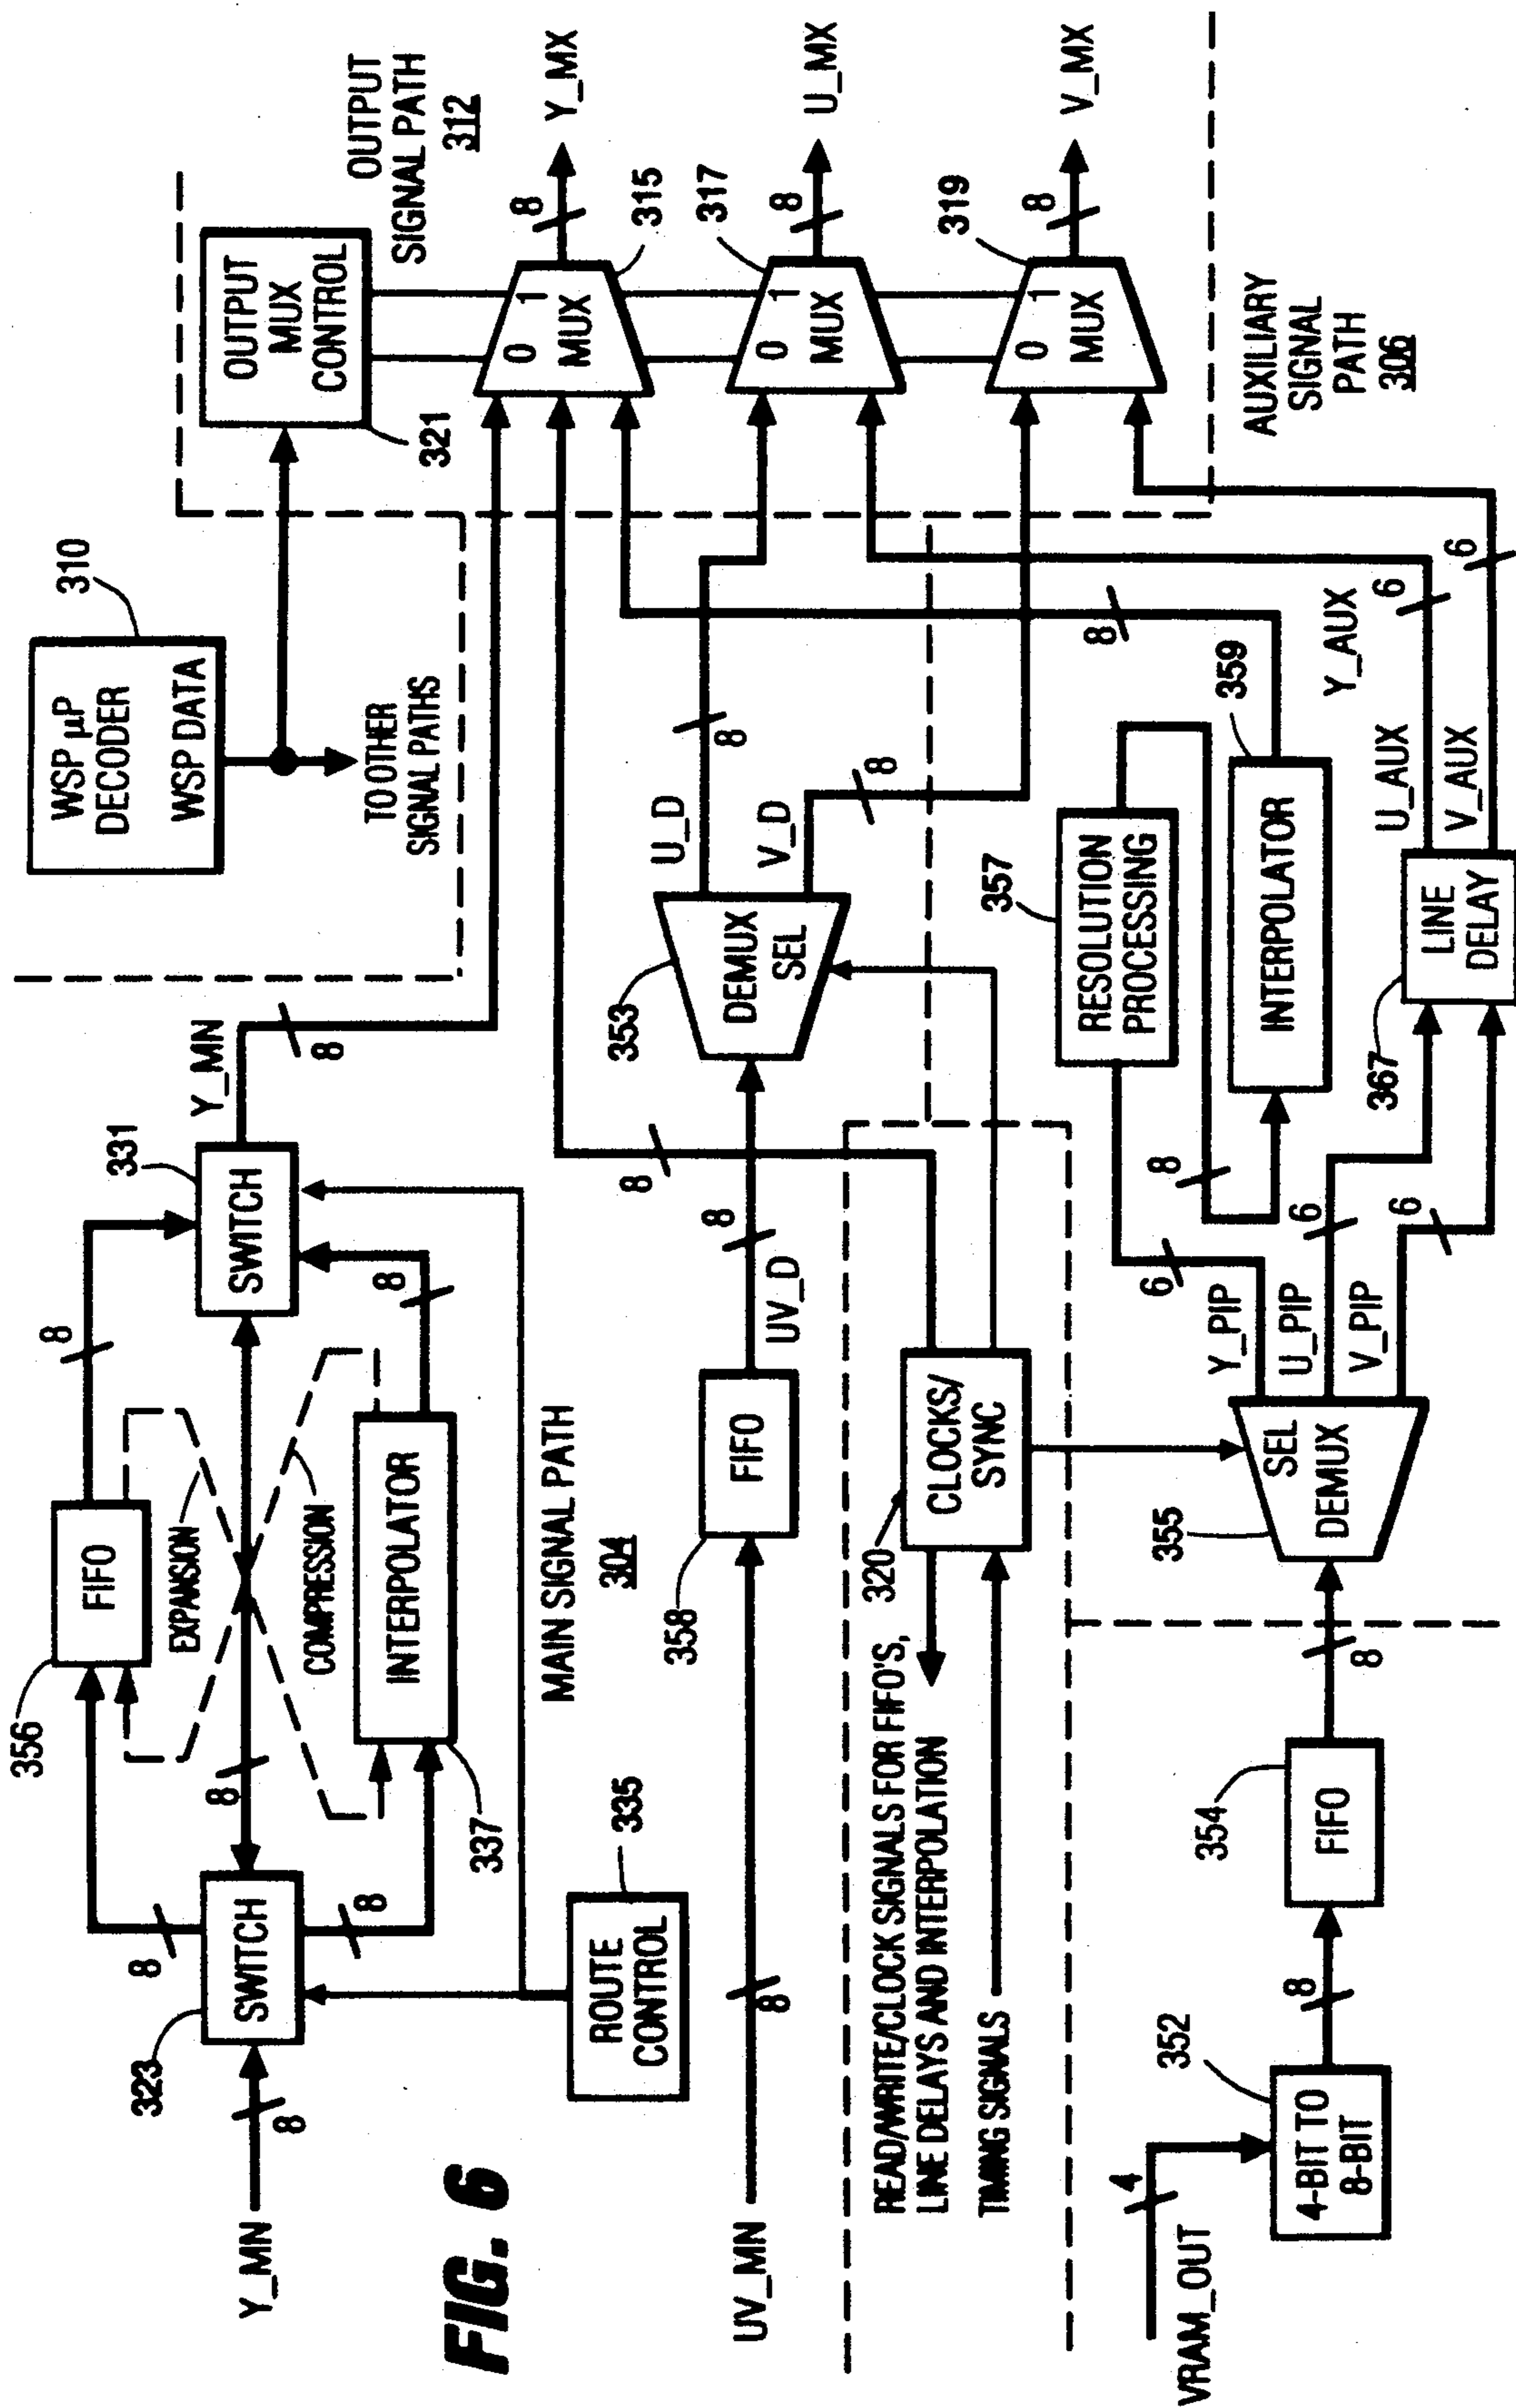 Y_MN
8
323
SWITCH
8
8
356
FIFO
8
EXPANSION
8
COMPRESSION
INTERPOLATOR
337
8
331
SWITCH
Y_MN
8
ROUTE
CONTROL
335
MAIN SIGNAL PATH
304
FIG. 6
WSP µP
DECODER
WSP DATA
310
TO OTHER
SIGNAL PATHS
OUTPUT
MUX
CONTROL
321
OUTPUT
SIGNAL PATH
312
0 1
MUX
315
8
Y_MX
0 1
MUX
317
8
U_MX
0 1
MUX
319
8
V_MX
UV_MN
8
358
FIFO
8
UV_D
353
DEMUX
SEL
U_D
8
V_D
8
8
READ/WRITE/CLOCK SIGNALS FOR FIFO'S,
LINE DELAYS AND INTERPOLATION
TIMING SIGNALS
320
CLOCKS/
SYNC
VRAM_OUT
4
352
4-BIT TO
8-BIT
8
354
FIFO
8
355
SEL
DEMUX
Y_PIP
6
U_PIP
6
V_PIP
6
357
RESOLUTION
PROCESSING
8
INTERPOLATOR
359
8
Y_AUX
367
LINE
DELAY
U_AUX
6
V_AUX
6
AUXILIARY
SIGNAL
PATH
306